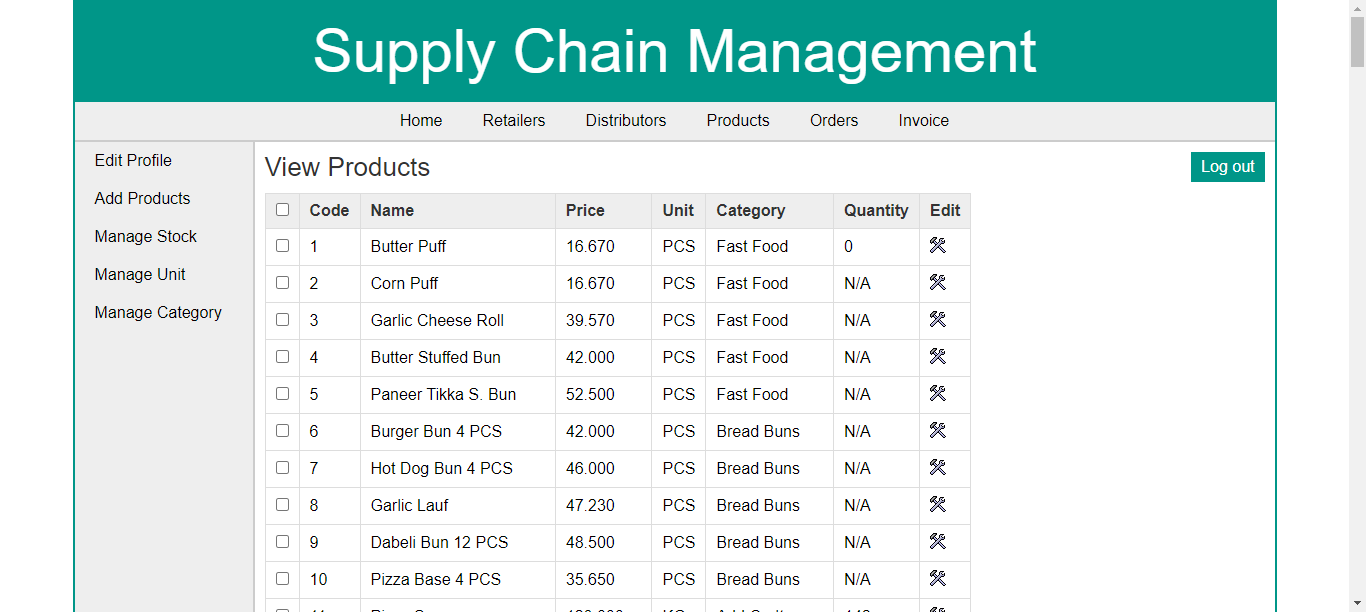 Supply Chain Management
Home Retailers Distributors Products Orders Invoice
Edit Profile
Add Products
Manage Stock
Manage Unit
Manage Category
View Products
Log out
Code Name Price Unit Category Quantity Edit
1 Butter Puff 16.670 PCS Fast Food 0
2 Corn Puff 16.670 PCS Fast Food N/A
3 Garlic Cheese Roll 39.570 PCS Fast Food N/A
4 Butter Stuffed Bun 42.000 PCS Fast Food N/A
5 Paneer Tikka S. Bun 52.500 PCS Fast Food N/A
6 Burger Bun 4 PCS 42.000 PCS Bread Buns N/A
7 Hot Dog Bun 4 PCS 46.000 PCS Bread Buns N/A
8 Garlic Lauf 47.230 PCS Bread Buns N/A
9 Dabeli Bun 12 PCS 48.500 PCS Bread Buns N/A
10 Pizza Base 4 PCS 35.650 PCS Bread Buns N/A